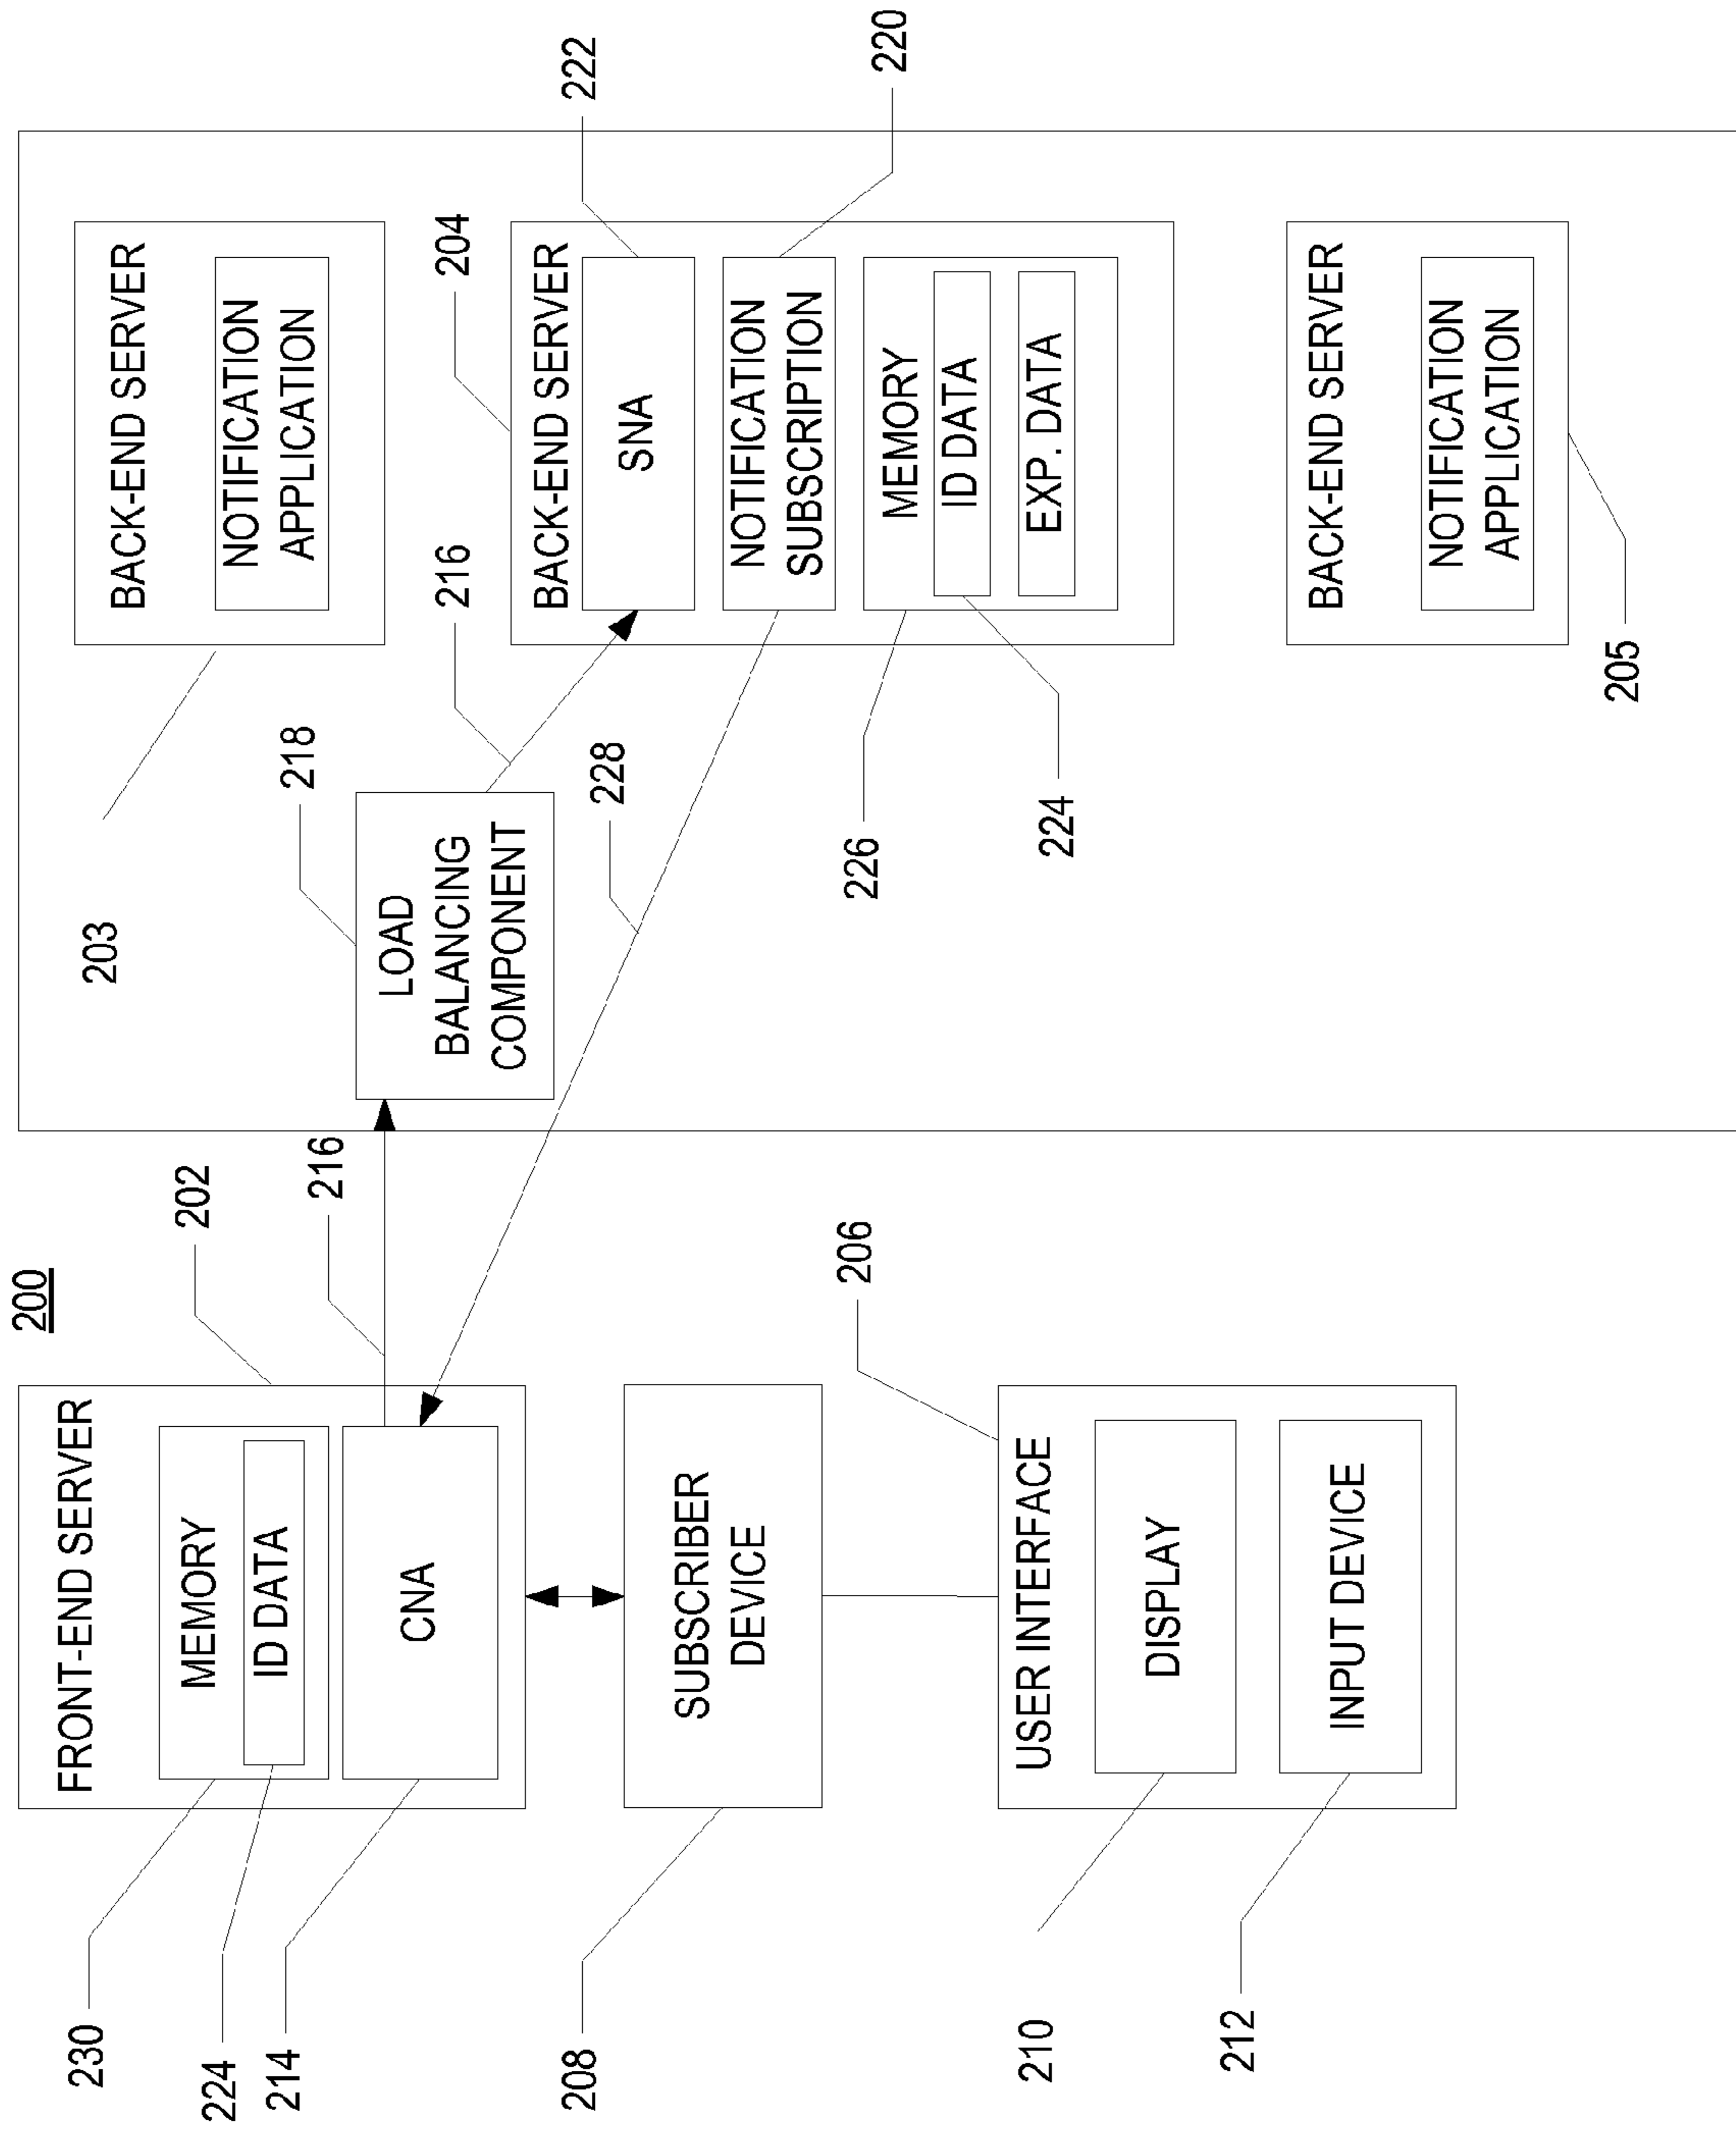 200
FRONT-END SERVER
MEMORY
ID DATA
CNA
230
224
214
202
216
SUBSCRIBER
DEVICE
208
USER INTERFACE
DISPLAY
INPUT DEVICE
206
210
212
LOAD
BALANCING
COMPONENT
218
216
228
203
BACK-END SERVER
NOTIFICATION
APPLICATION
204
BACK-END SERVER
SNA
NOTIFICATION
SUBSCRIPTION
MEMORY
ID DATA
EXP. DATA
222
220
226
224
BACK-END SERVER
NOTIFICATION
APPLICATION
205